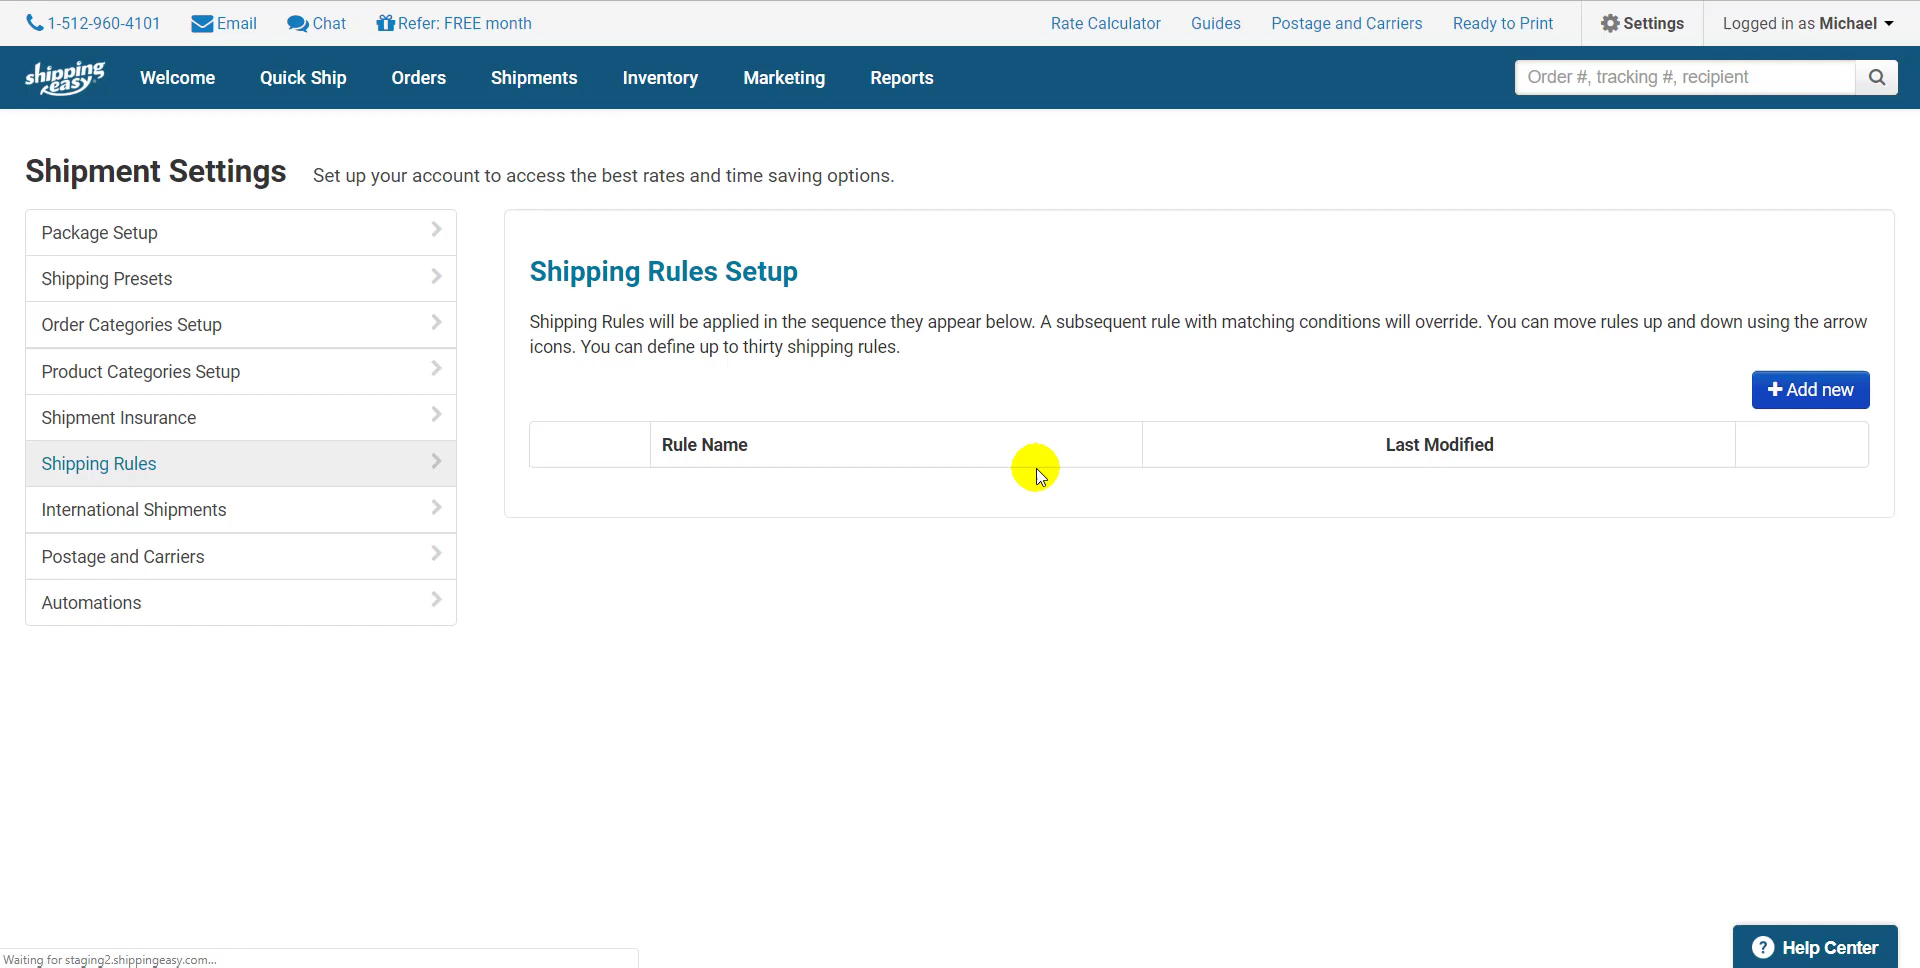 1-512-960-4101 Email Chat Refer: FREE month Rate Calculator Guides Postage and Carriers Ready to Print Settings Logged in as Michael
shipping easy Welcome Quick Ship Orders Shipments Inventory Marketing Reports Order #, tracking #, recipient
Shipment Settings Set up your account to access the best rates and time saving options.
Package Setup
Shipping Presets
Order Categories Setup
Product Categories Setup
Shipment Insurance
Shipping Rules
International Shipments
Postage and Carriers
Automations
Shipping Rules Setup
Shipping Rules will be applied in the sequence they appear below. A subsequent rule with matching conditions will override. You can move rules up and down using the arrow
icons. You can define up to thirty shipping rules.
+ Add new
Rule Name Last Modified
? Help Center
Waiting for staging2.shippingeasy.com...